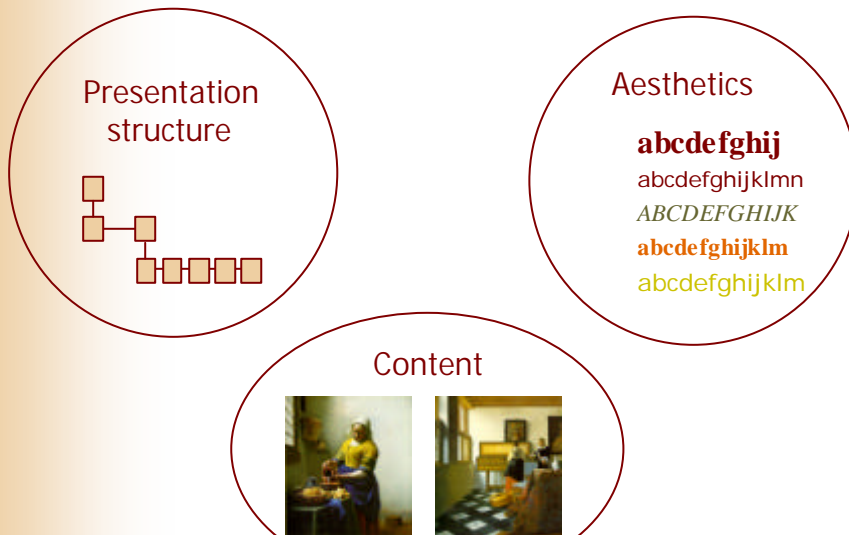 Presentation
structure
Aesthetics
abcdefghij
abcdefghijklmn
ABCDEFGHIJK
abcdefghijklm
abcdefghijklm
Content